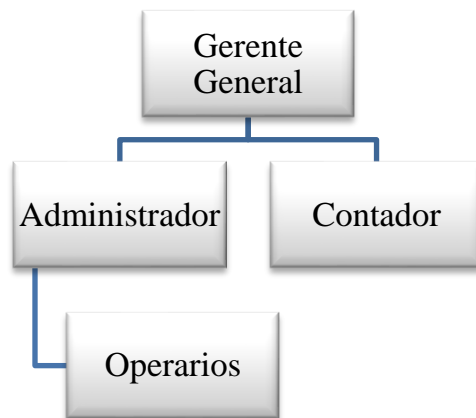 Gerente
General
Administrador
Contador
Operarios